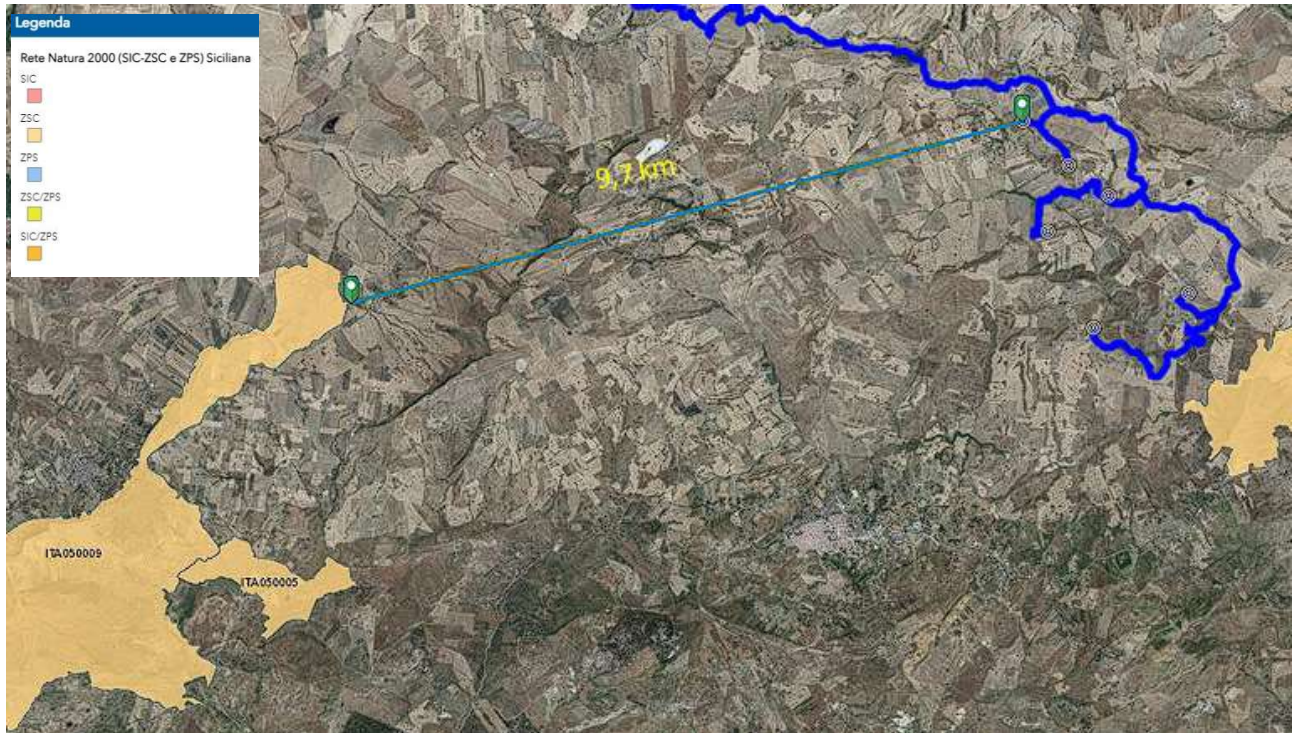 Legenda
Rete Natura 2000 (SIC-ZSC e ZPS) Siciliana
SIC
ZSC
ZPS
ZSC/ZPS
SIC/ZPS
9,7 km
ITA050009
ITA050005